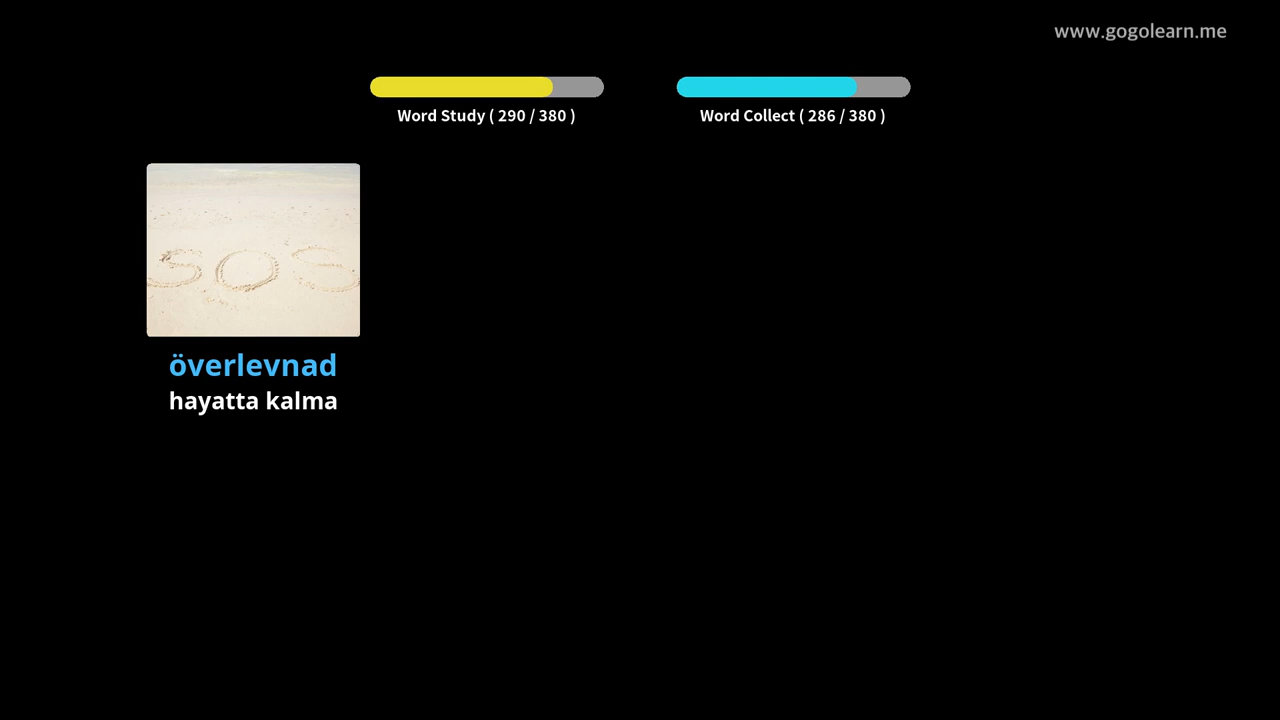 www.gogolearn.me
Word Study ( 290 / 380 )
Word Collect ( 286 / 380 )
SOS
överlevnad
hayatta kalma